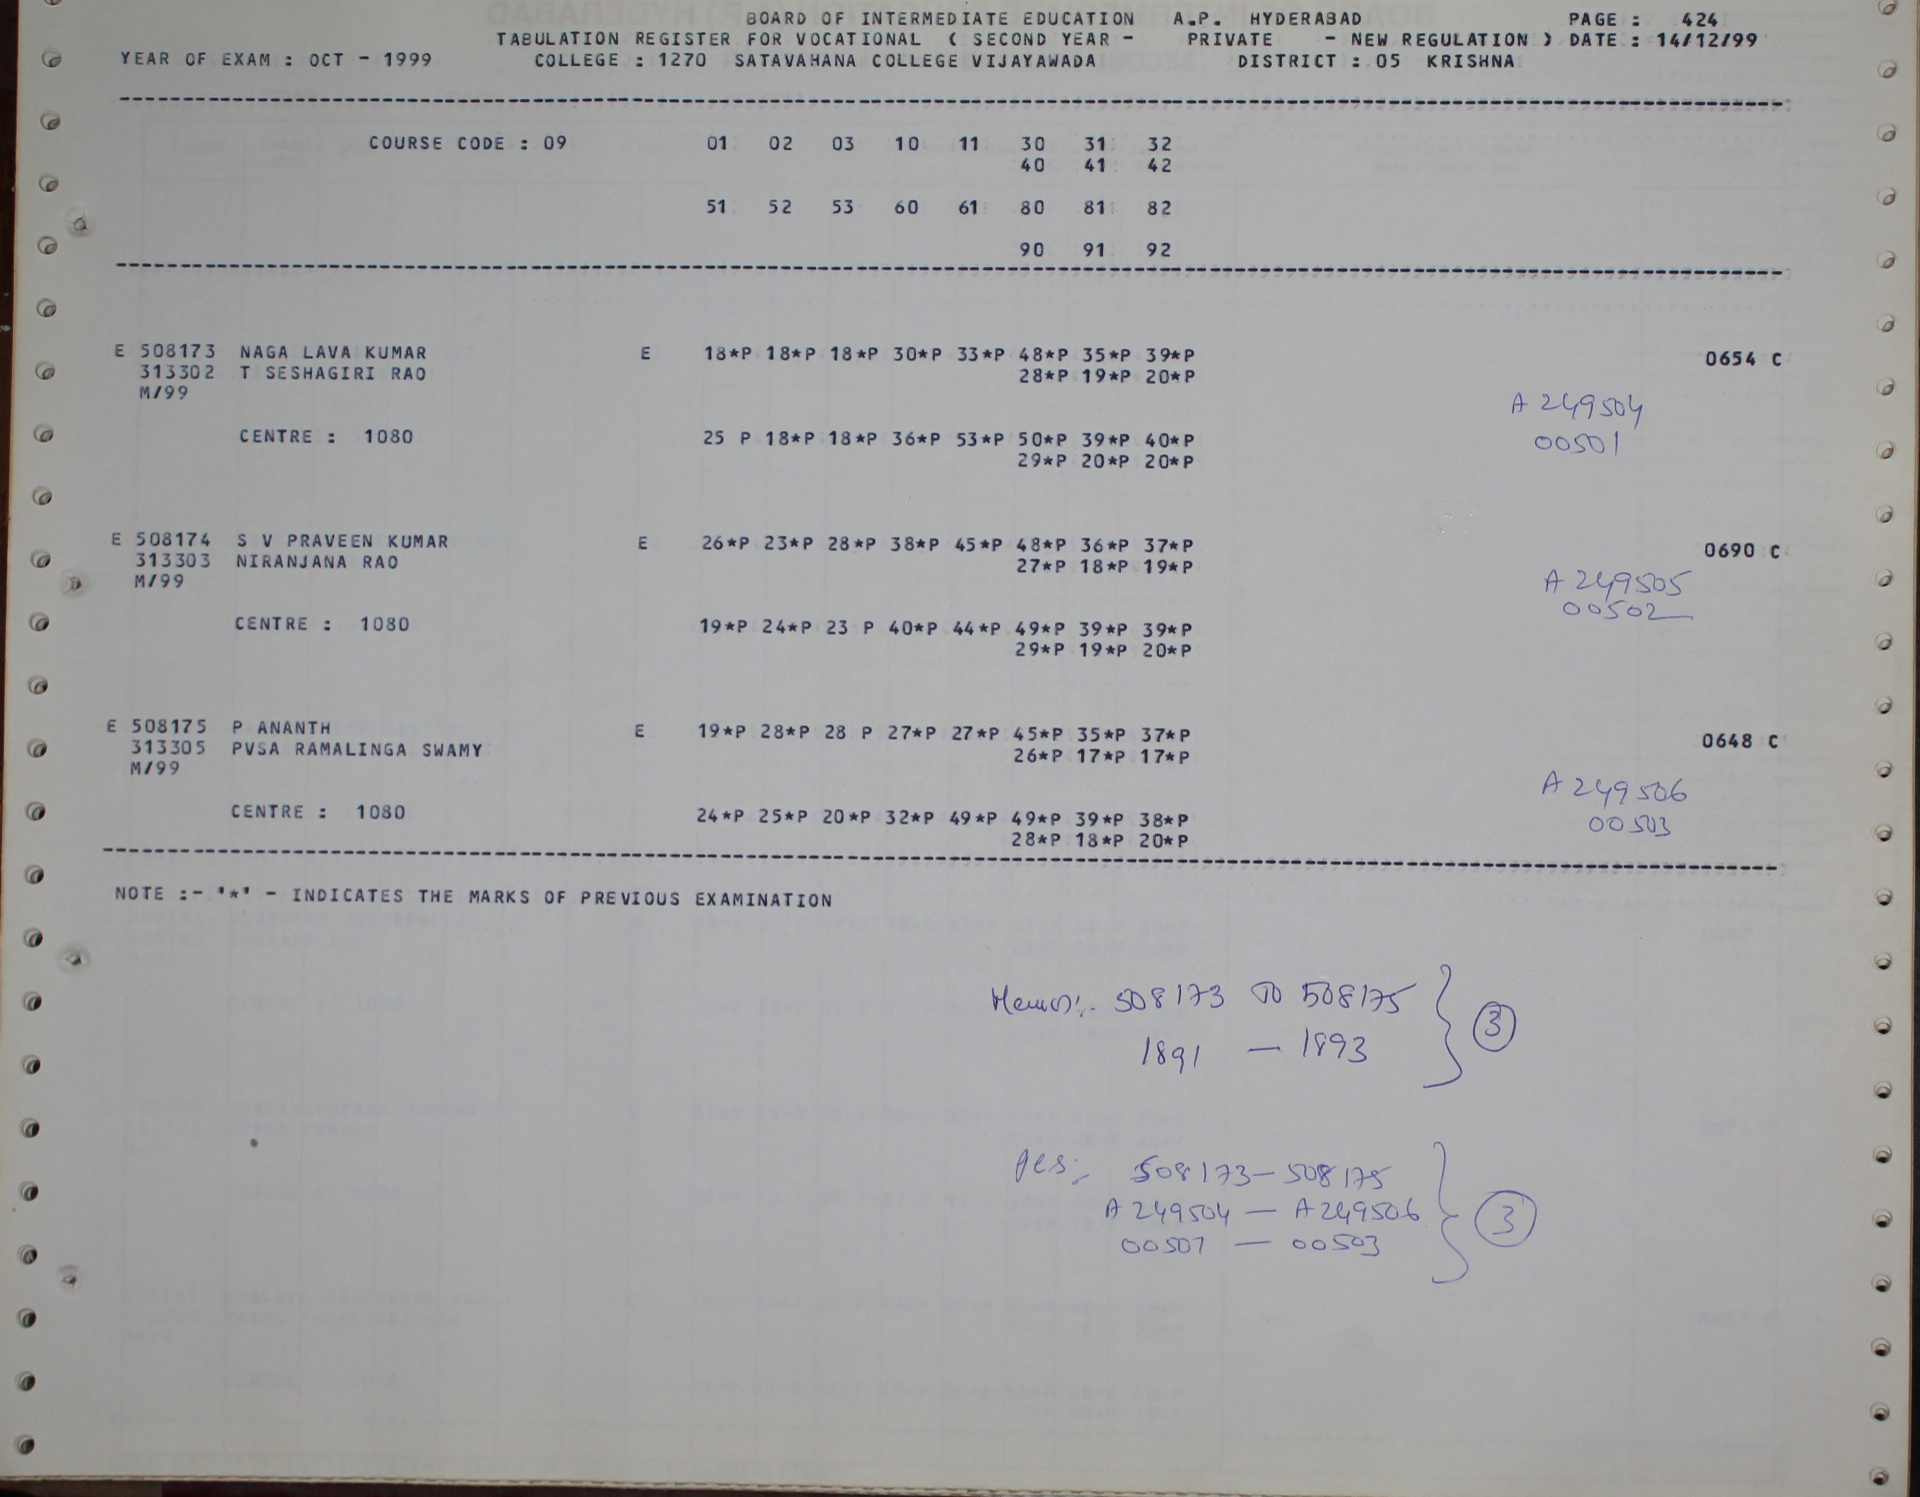 BOARD OF INTERMEDIATE EDUCATION A.P. HYDERABAD PAGE : 424
TABULATION REGISTER FOR VOCATIONAL ( SECOND YEAR - PRIVATE - NEW REGULATION ) DATE : 14/12/99
YEAR OF EXAM : OCT - 1999 COLLEGE : 1270 SATAVAHANA COLLEGE VIJAYAWADA DISTRICT : 05 KRISHNA
COURSE CODE : 09 01 02 03 10 11 30 31 32
40 41 42
51 52 53 60 61 80 81 82
90 91 92
E 508173 NAGA LAVA KUMAR E 18*P 18*P 18*P 30*P 33*P 48*P 35*P 39*P 0654 C
313302 T SESHAGIRI RAO 28*P 19*P 20*P
M/99
A 249504
CENTRE : 1080 25 P 18*P 18*P 36*P 53*P 50*P 39*P 40*P
00501
29*P 20*P 20*P
E 508174 S V PRAVEEN KUMAR E 26*P 23*P 28*P 38*P 45*P 48*P 36*P 37*P 0690 C
313303 NIRANJANA RAO 27*P 18*P 19*P
M/99 A 249505
00502
CENTRE : 1080 19*P 24*P 23 P 40*P 44*P 49*P 39*P 39*P
29*P 19*P 20*P
E 508175 P ANANTH E 19*P 28*P 28 P 27*P 27*P 45*P 35*P 37*P 0648 C
313305 PVSA RAMALINGA SWAMY 26*P 17*P 17*P
M/99
A 249506
CENTRE : 1080 24*P 25*P 20*P 32*P 49*P 49*P 39*P 38*P
00503
28*P 18*P 20*P
NOTE :- '*' - INDICATES THE MARKS OF PREVIOUS EXAMINATION
508173 to 508175
1891 — 1893 } 3
508173 — 508175
A 249504 — A 249506 } 3
00501 — 00503